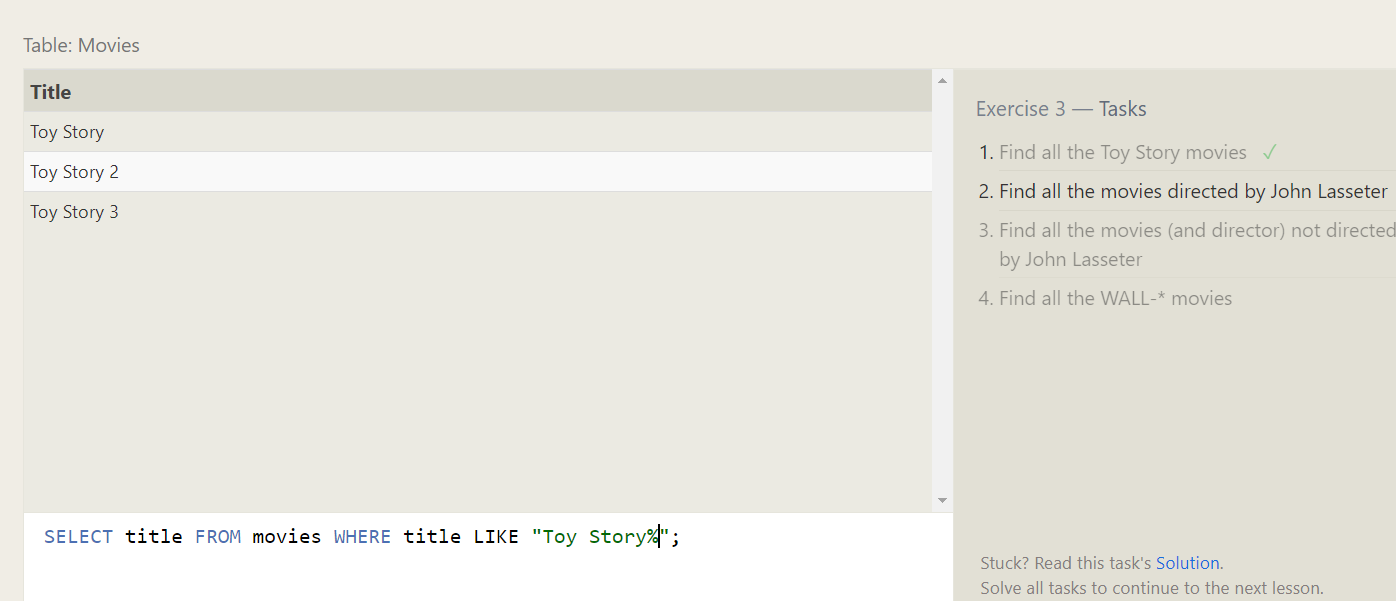 Table: Movies
Title
Toy Story
Toy Story 2
Toy Story 3
SELECT title FROM movies WHERE title LIKE "Toy Story%";
Exercise 3 — Tasks
1. Find all the Toy Story movies ✓
2. Find all the movies directed by John Lasseter
3. Find all the movies (and director) not directed
by John Lasseter
4. Find all the WALL-* movies
Stuck? Read this task's Solution.
Solve all tasks to continue to the next lesson.